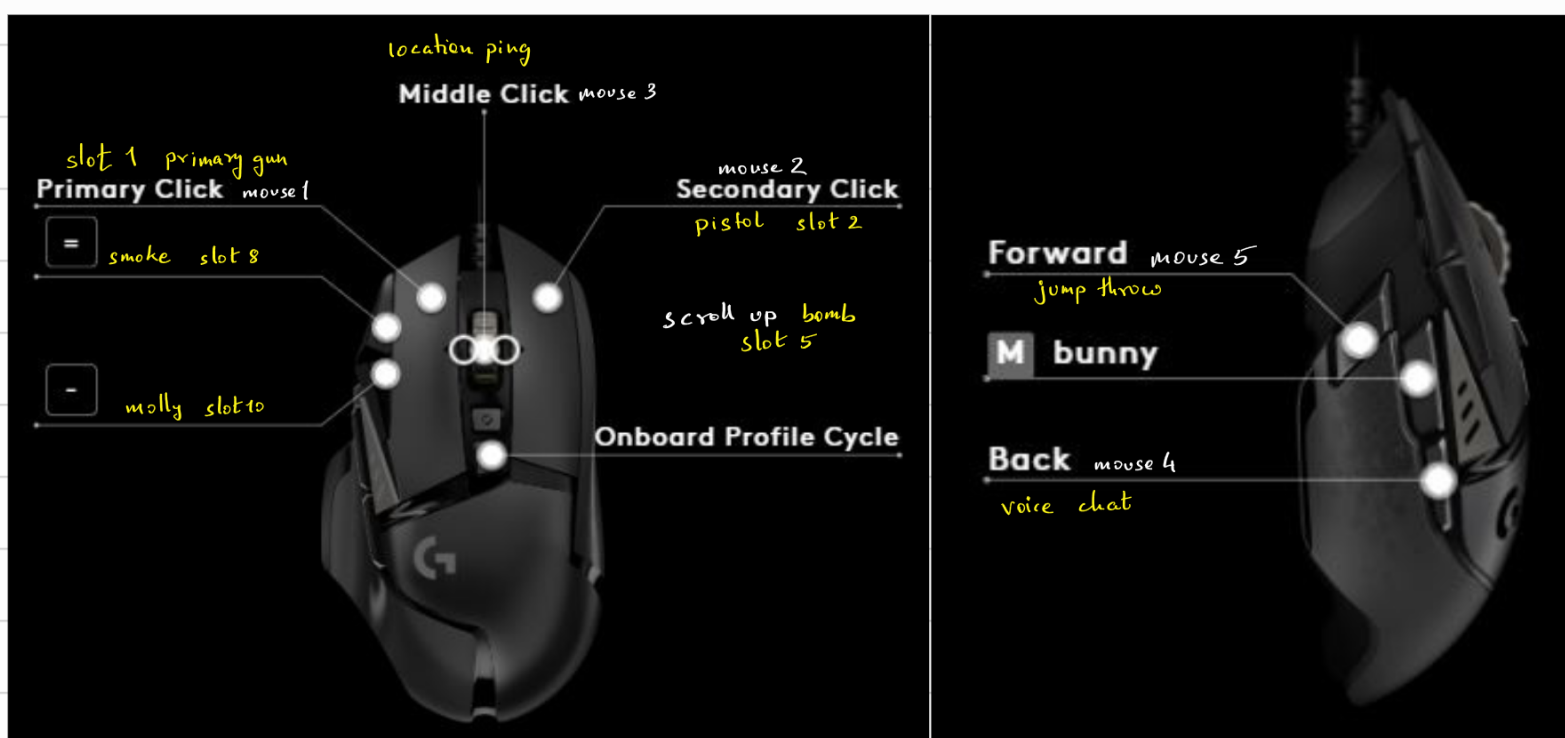 location ping
Middle Click mouse 3
slot 1 primary gun
Primary Click mouse 1
=
smoke slot 8
-
molly slot 10
mouse 2
Secondary Click
pistol slot 2
scroll up bomb
slot 5
Onboard Profile Cycle
G
Forward mouse 5
jump throw
M bunny
Back mouse 4
voice chat
G